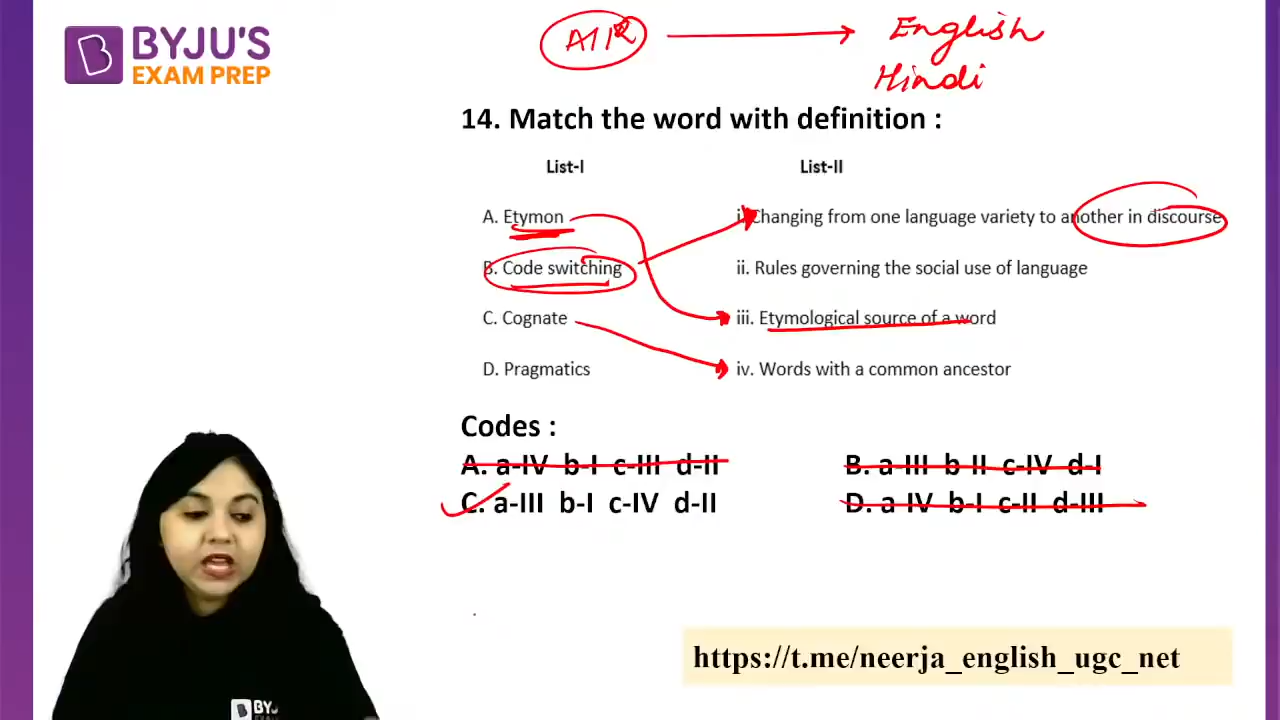 BYJU'S
EXAM PREP
AIR
English
Hindi
14. Match the word with definition :
List-I List-II
A. Etymon i. Changing from one language variety to another in discourse
B. Code switching ii. Rules governing the social use of language
C. Cognate iii. Etymological source of a word
D. Pragmatics iv. Words with a common ancestor
Codes :
A. a-IV b-I c-III d-II B. a-III b-II c-IV d-I
C. a-III b-I c-IV d-II D. a-IV b-I c-II d-III
https://t.me/neerja_english_ugc_net